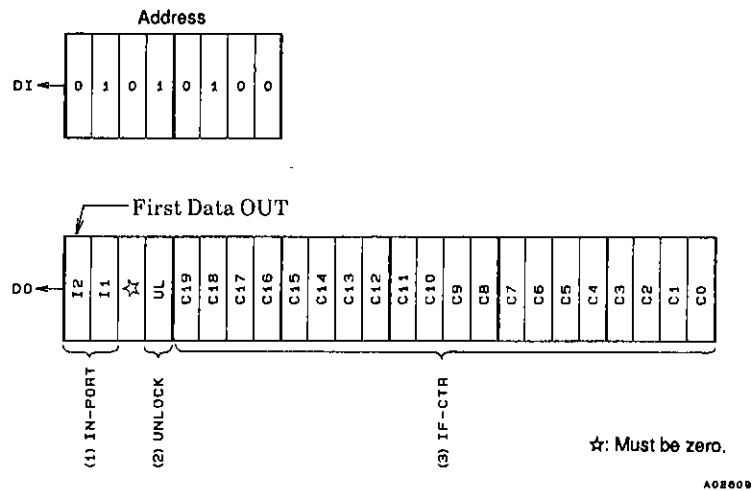 Address
DI 0 1 0 1 0 1 0 0
First Data OUT
DO I2 I1 ☆ UL C19 C18 C17 C16 C15 C14 C13 C12 C11 C10 C9 C8 C7 C6 C5 C4 C3 C2 C1 C0
(1) IN-PORT
(2) UNLOCK
(3) IF-CTR
☆: Must be zero.
A02609